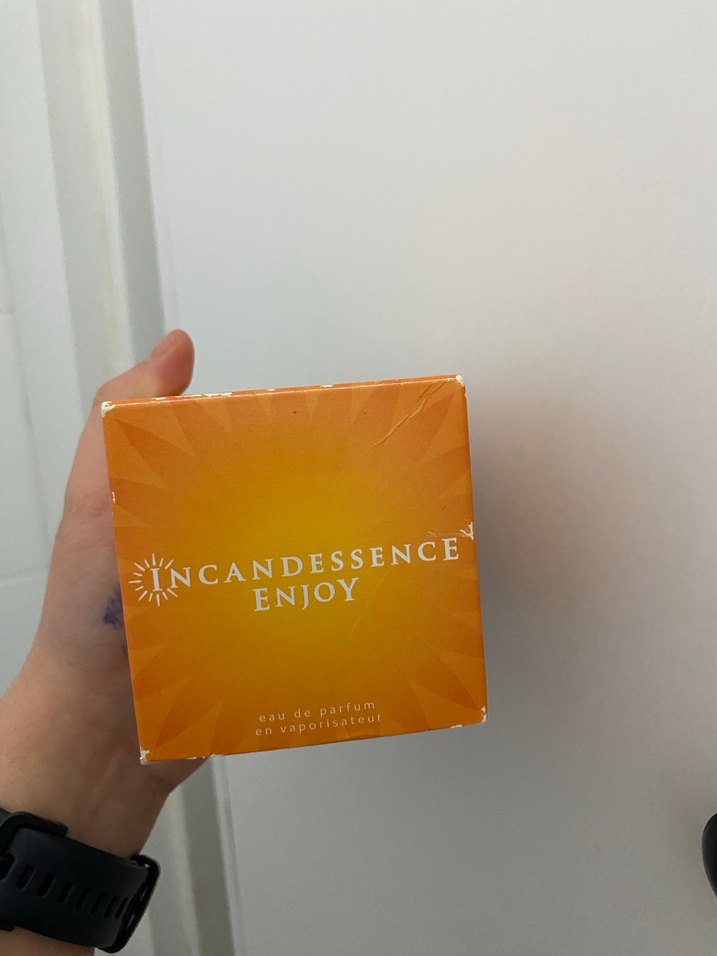 INCANDESSENCE
ENJOY
eau de parfum
en vaporisateur